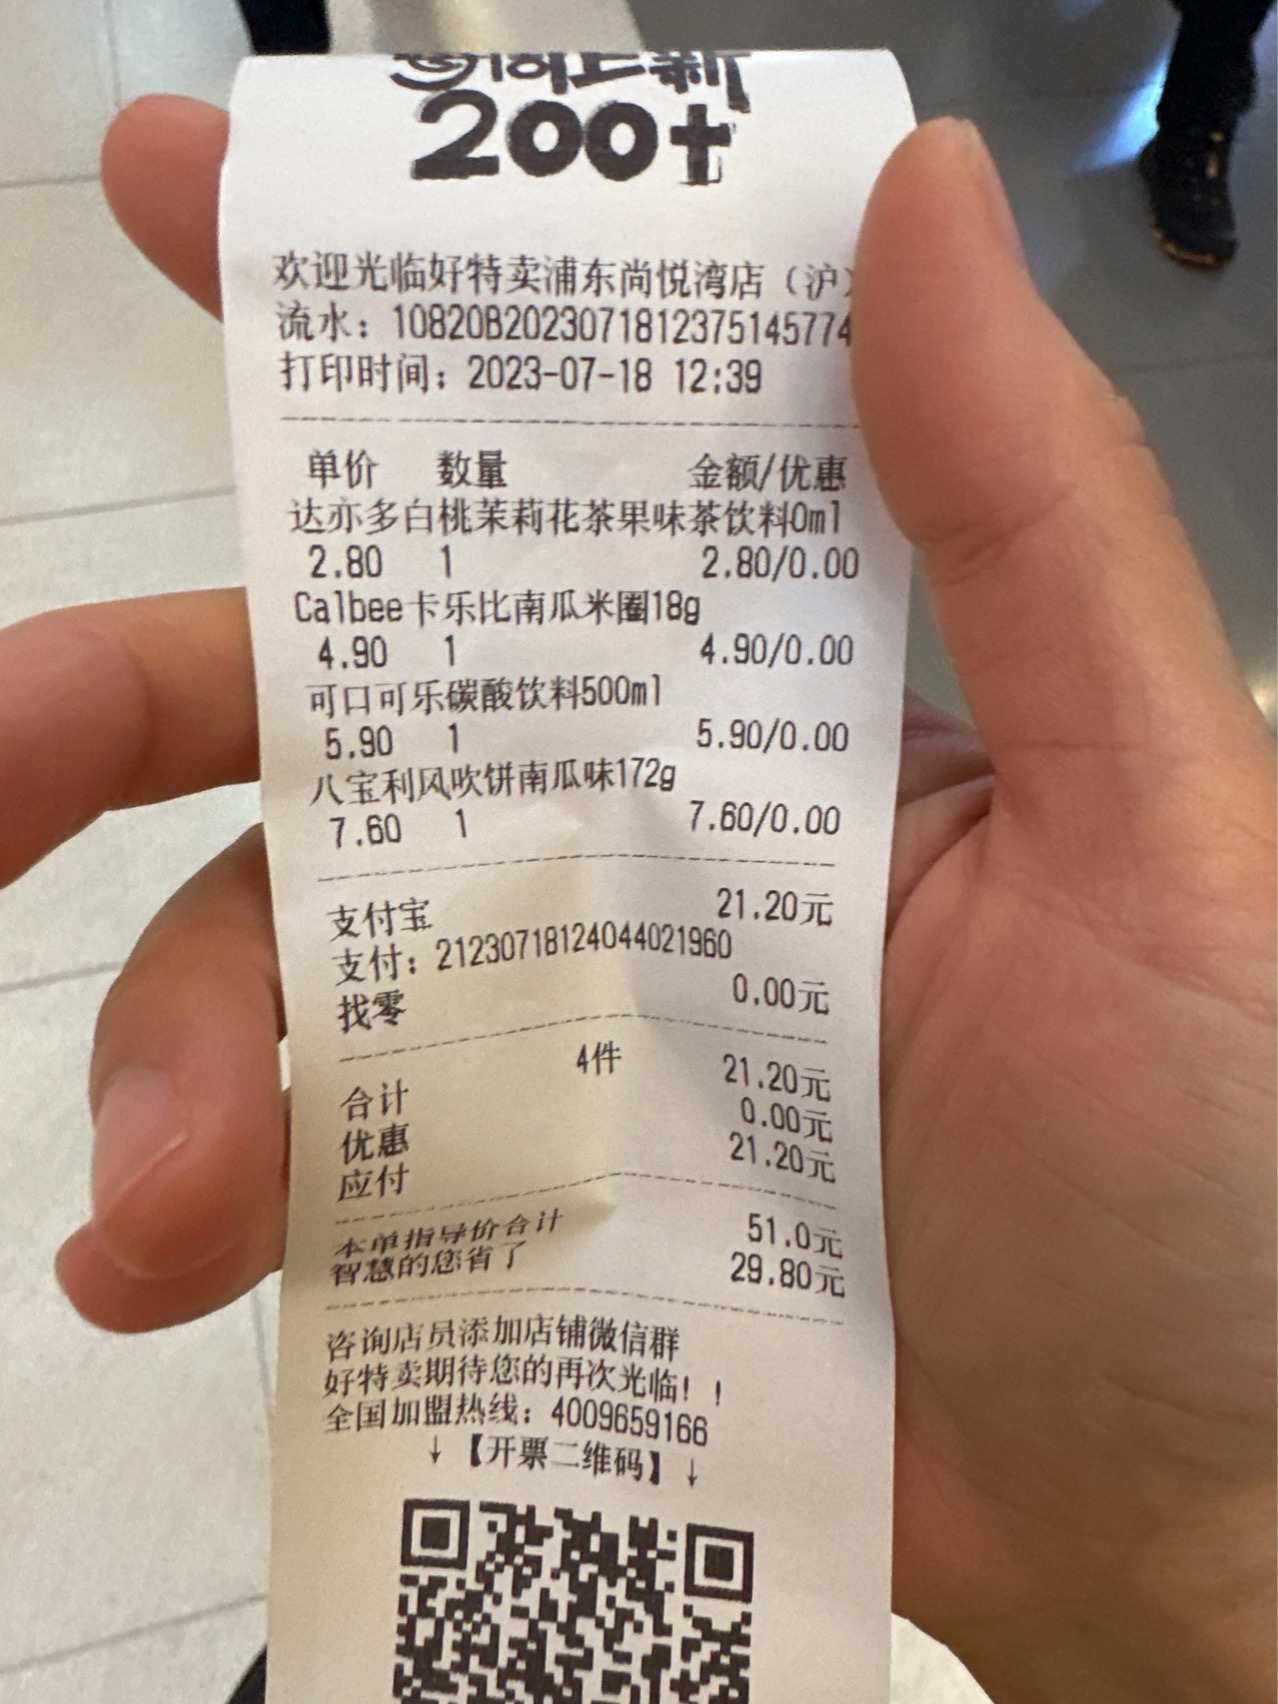 上新
200+
欢迎光临好特卖浦东尚悦湾店（沪）
流水：10820B20230718123751457​74
打印时间：2023-07-18 12:39
单价 数量 金额/优惠
达亦多白桃茉莉花茶果味茶饮料0ml
2.80 1 2.80/0.00
Calbee卡乐比南瓜米圈18g
4.90 1 4.90/0.00
可口可乐碳酸饮料500ml
5.90 1 5.90/0.00
八宝利风吹饼南瓜味172g
7.60 1 7.60/0.00
支付宝 21.20元
支付：21230718124044021960
找零 0.00元
4件
合计 21.20元
优惠 0.00元
应付 21.20元
本单指导价合计 51.0元
智慧的您省了 29.80元
咨询店员添加店铺微信群
好特卖期待您的再次光临！！
全国加盟热线：4009659166
↓【开票二维码】↓